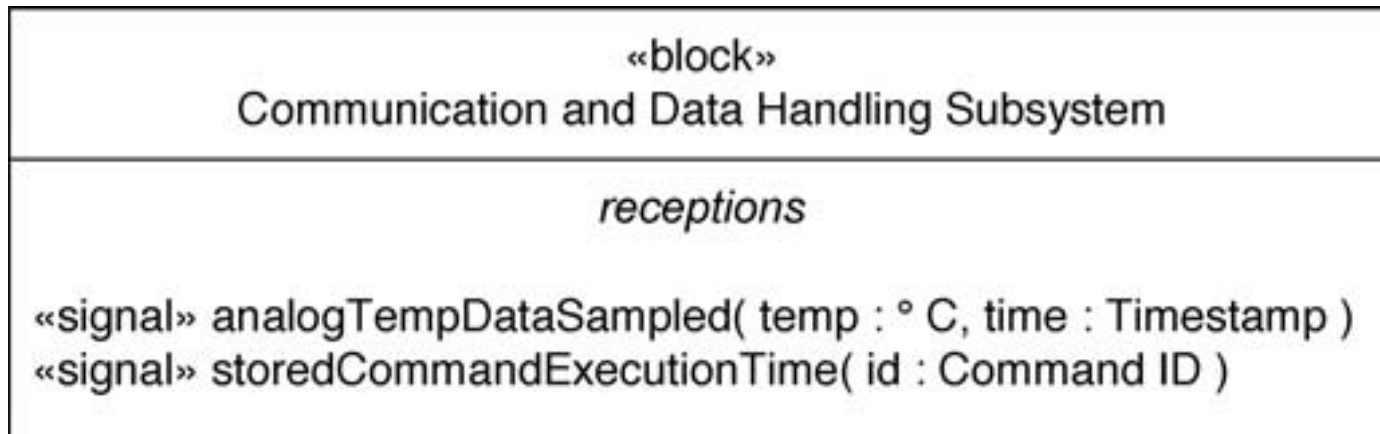 «block»
Communication and Data Handling Subsystem
receptions
«signal» analogTempDataSampled( temp : ° C, time : Timestamp )
«signal» storedCommandExecutionTime( id : Command ID )